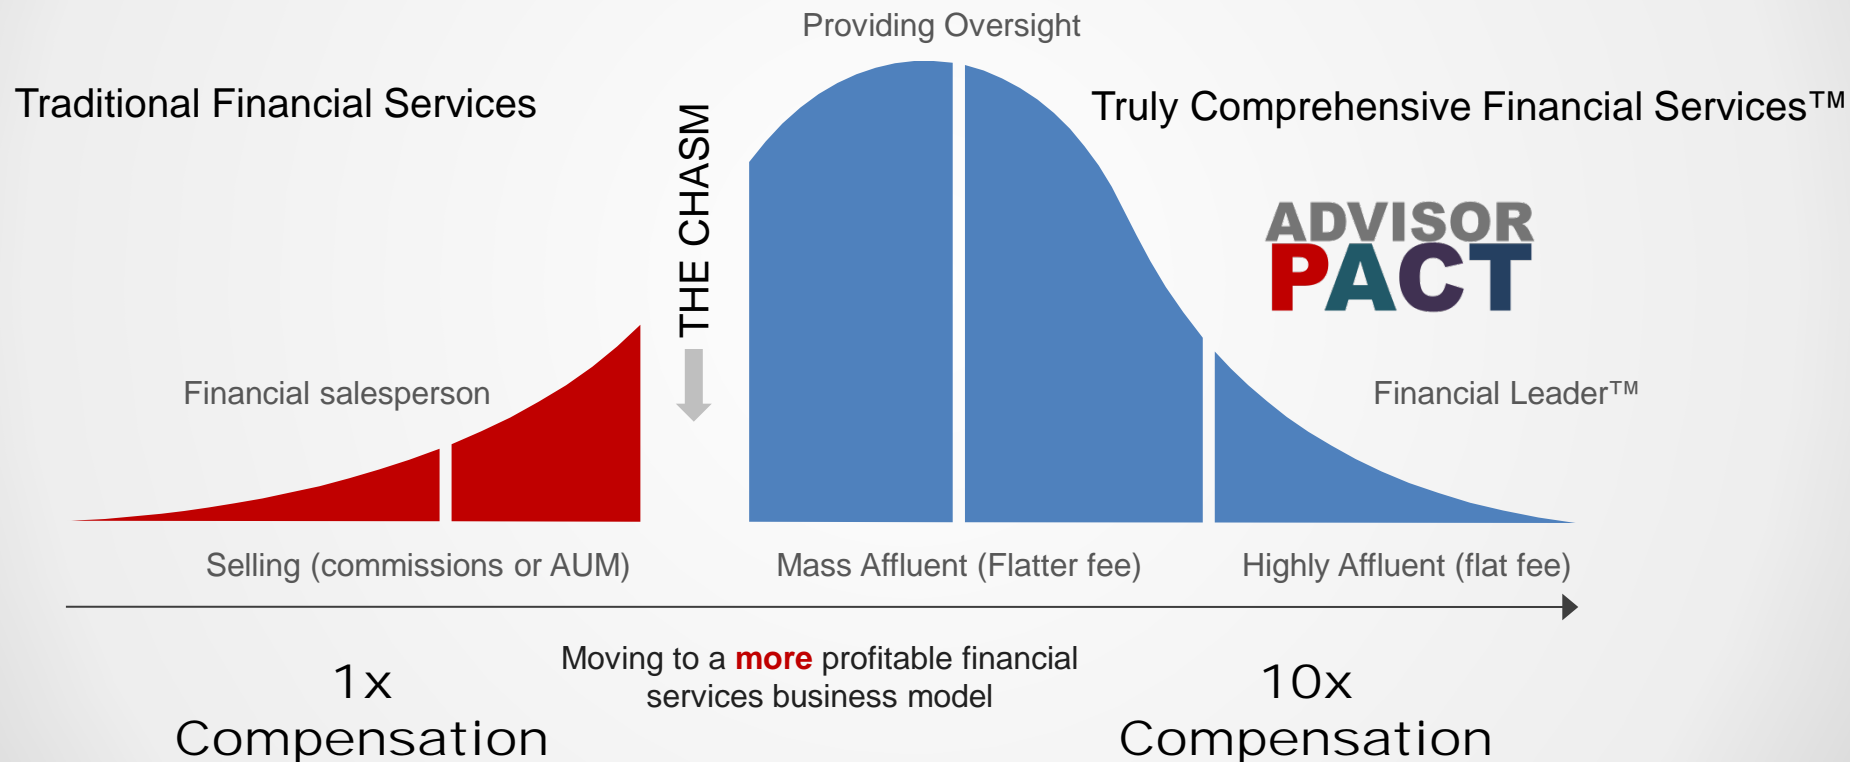 Providing Oversight
Traditional Financial Services
Truly Comprehensive Financial Services™
THE CHASM
ADVISOR
PACT
Financial salesperson
Financial Leader™
Selling (commissions or AUM)
Mass Affluent (Flatter fee)
Highly Affluent (flat fee)
Moving to a more profitable financial
services business model
1x
Compensation
10x
Compensation